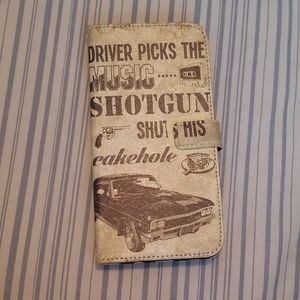 DRIVER PICKS THE
MUSIC.....
SHOTGUN
SHUTS HIS
cakehole